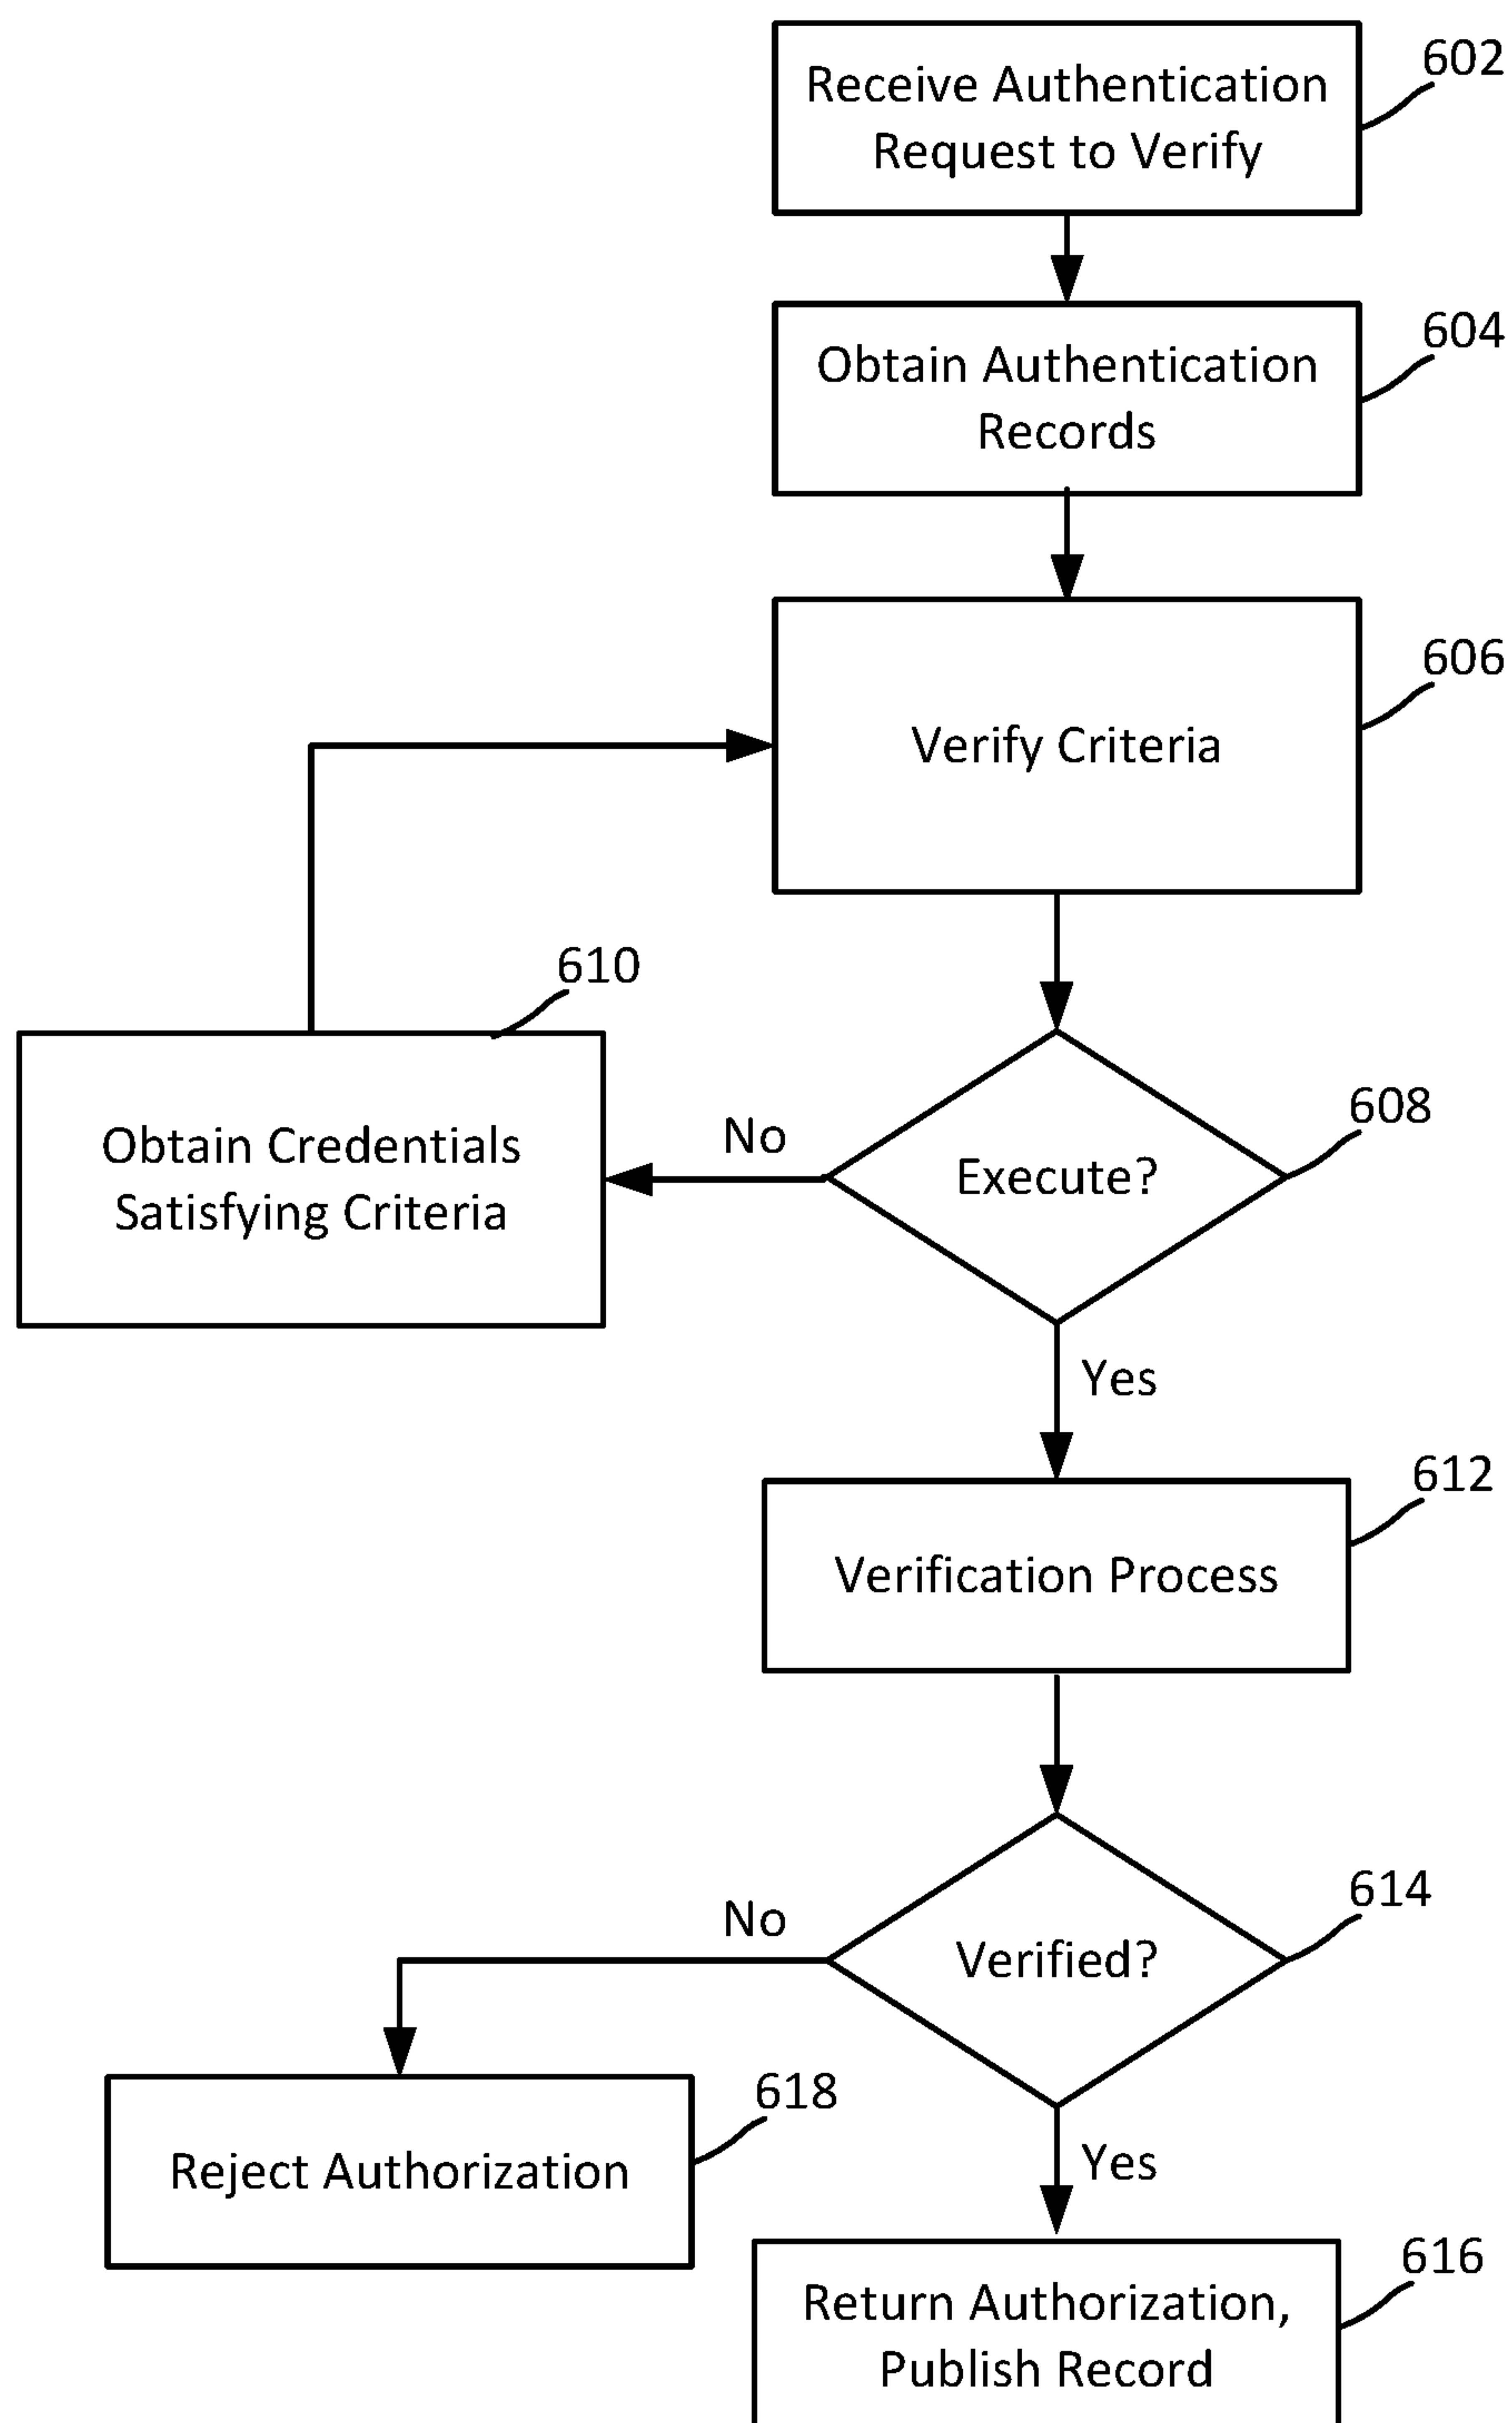 Receive Authentication
Request to Verify
602
Obtain Authentication
Records
604
Verify Criteria
606
610
Obtain Credentials
Satisfying Criteria
No
Execute?
608
Yes
612
Verification Process
No
Verified?
614
Reject Authorization
618
Yes
616
Return Authorization,
Publish Record